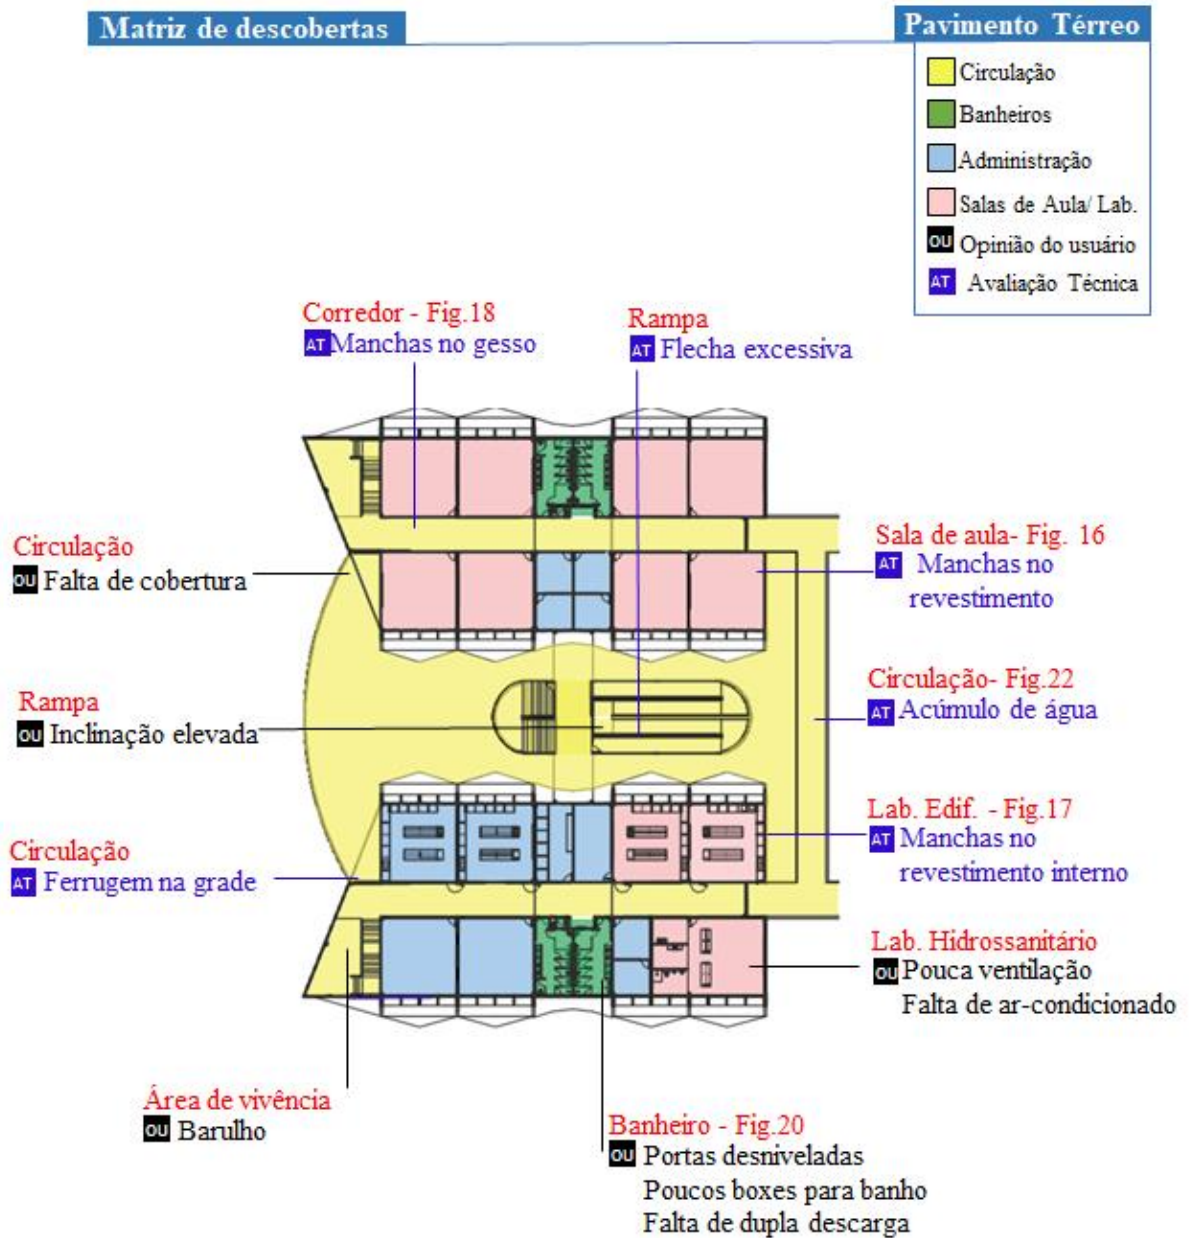 Matriz de descobertas
Pavimento Térreo
Circulação
Banheiros
Administração
Salas de Aula/ Lab.
OU Opinião do usuário
AT Avaliação Técnica
Corredor - Fig.18
AT Manchas no gesso
Rampa
AT Flecha excessiva
Circulação
OU Falta de cobertura
Sala de aula- Fig. 16
AT Manchas no
revestimento
Rampa
OU Inclinação elevada
Circulação- Fig.22
AT Acúmulo de água
Circulação
AT Ferrugem na grade
Lab. Edif. - Fig.17
AT Manchas no
revestimento interno
Lab. Hidrossanitário
OU Pouca ventilação
Falta de ar-condicionado
Área de vivência
OU Barulho
Banheiro - Fig.20
OU Portas desniveladas
Poucos boxes para banho
Falta de dupla descarga